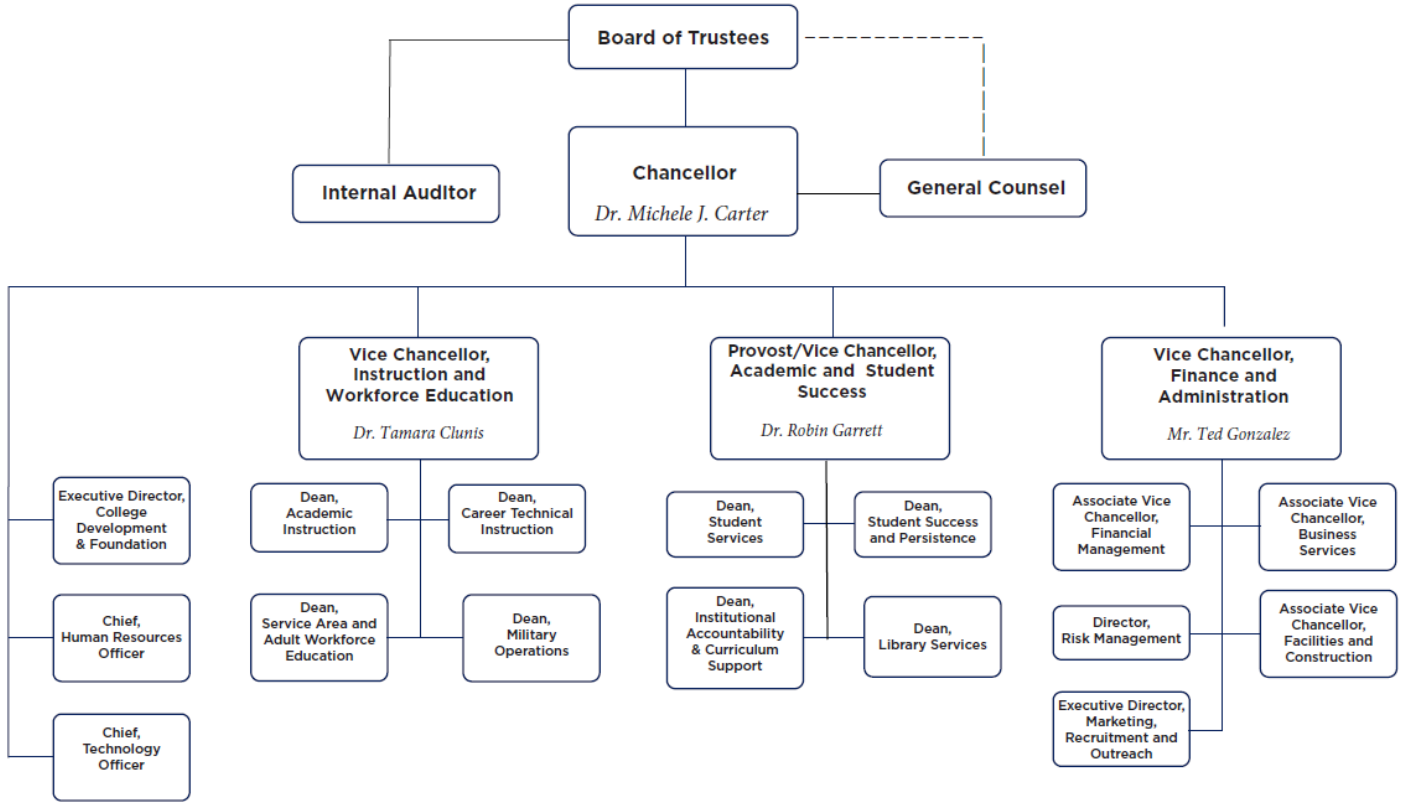 Board of Trustees
Internal Auditor
Chancellor
Dr. Michele J. Carter
General Counsel
Vice Chancellor,
Instruction and
Workforce Education
Dr. Tamara Clunis
Provost/Vice Chancellor,
Academic and Student
Success
Dr. Robin Garrett
Vice Chancellor,
Finance and
Administration
Mr. Ted Gonzalez
Executive Director,
College
Development
& Foundation
Chief,
Human Resources
Officer
Chief,
Technology
Officer
Dean,
Academic
Instruction
Dean,
Career Technical
Instruction
Dean,
Service Area and
Adult Workforce
Education
Dean,
Military
Operations
Dean,
Student
Services
Dean,
Student Success
and Persistence
Dean,
Institutional
Accountability
& Curriculum
Support
Dean,
Library Services
Associate Vice
Chancellor,
Financial
Management
Associate Vice
Chancellor,
Business
Services
Director,
Risk Management
Associate Vice
Chancellor,
Facilities and
Construction
Executive Director,
Marketing,
Recruitment and
Outreach